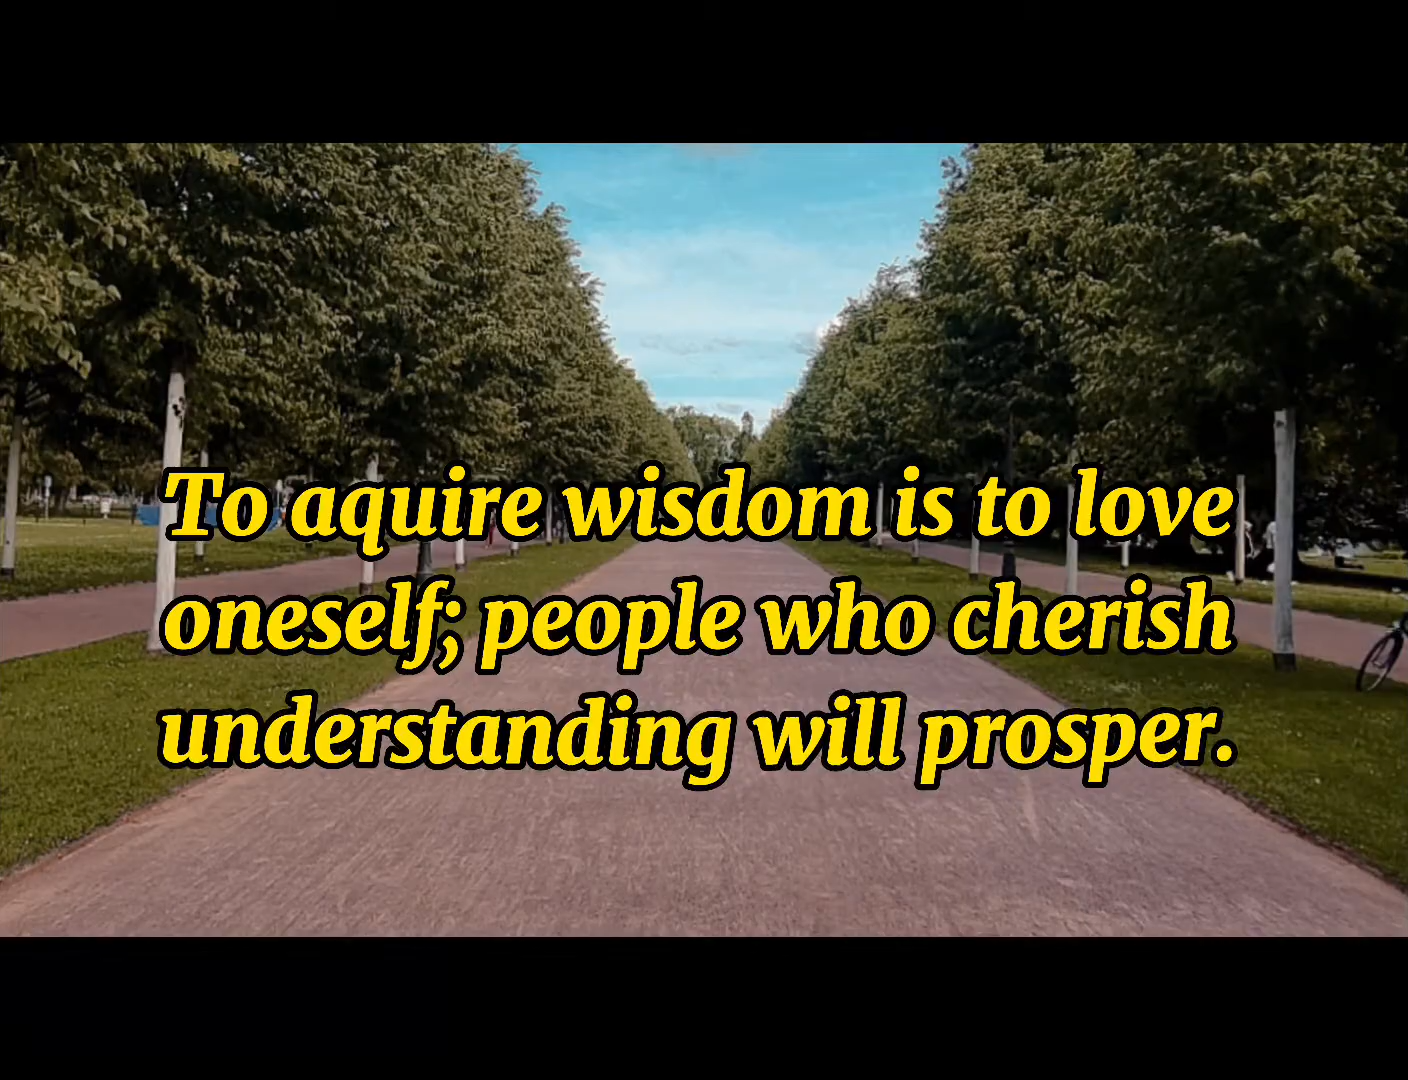 To aquire wisdom is to love
oneself; people who cherish
understanding will prosper.